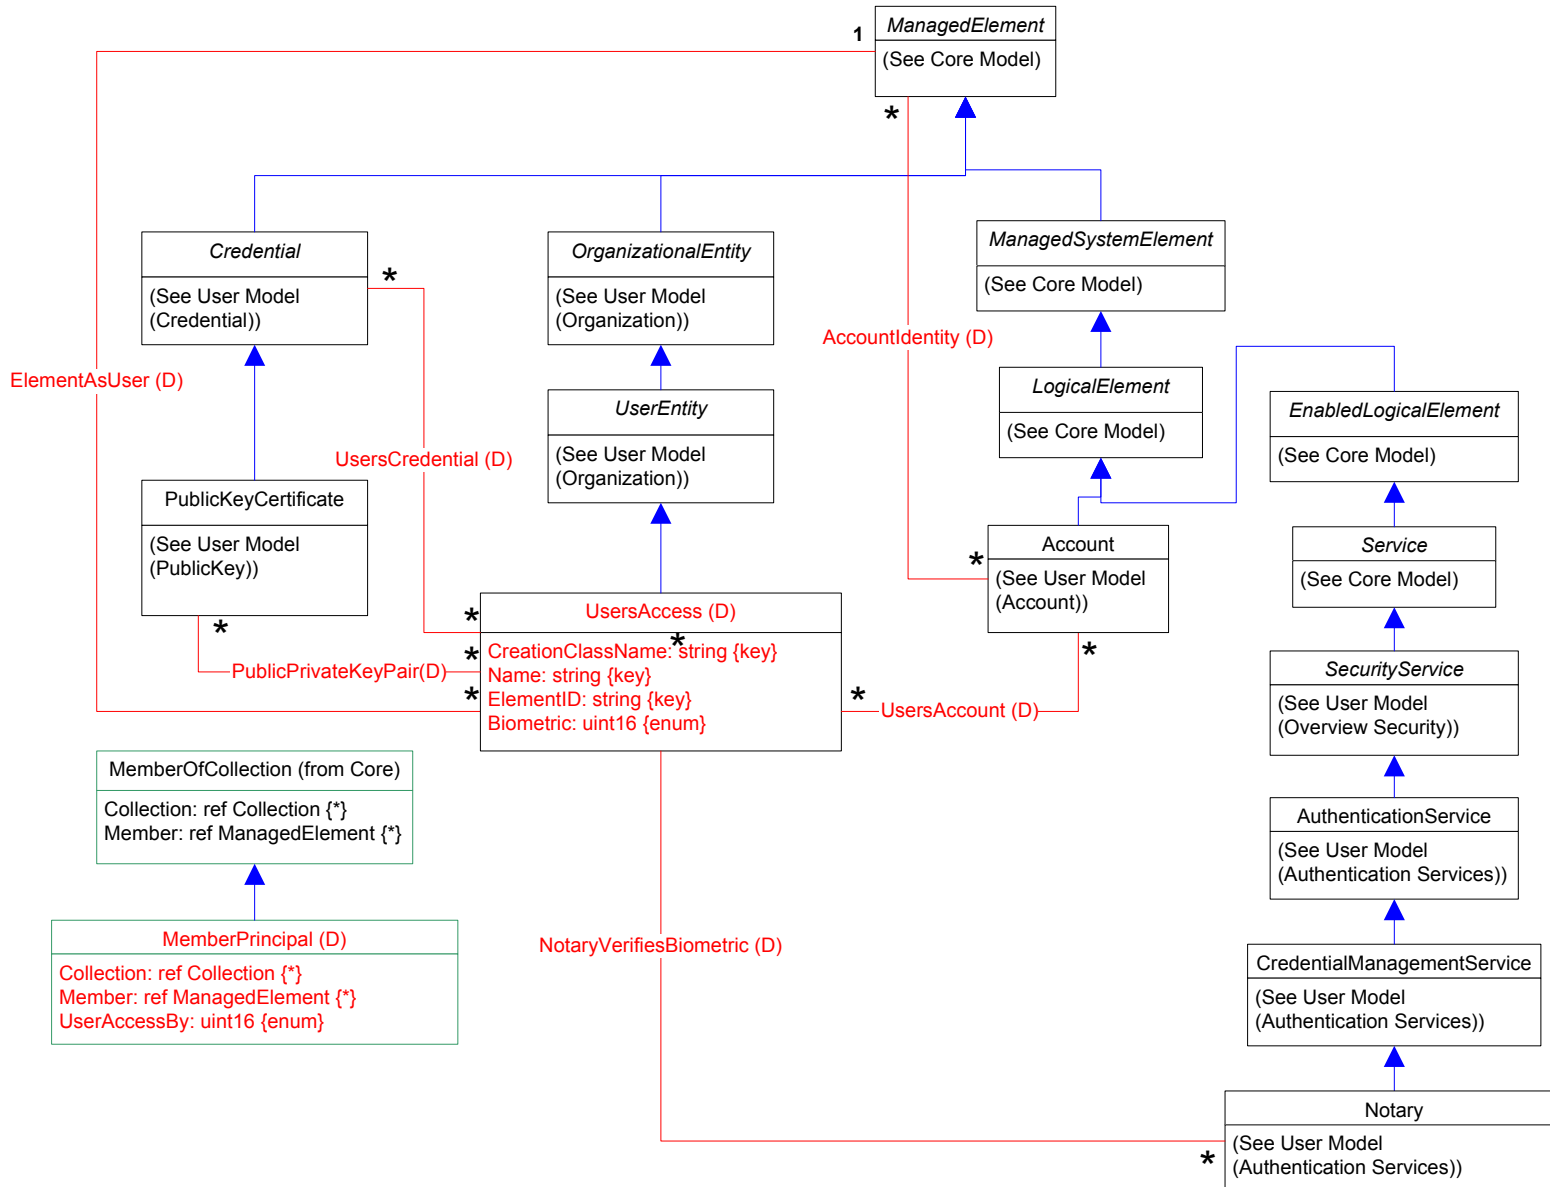 ManagedElement
(See Core Model)
1
*
Credential
(See User Model
(Credential))
*
OrganizationalEntity
(See User Model
(Organization))
ManagedSystemElement
(See Core Model)
AccountIdentity (D)
ElementAsUser (D)
UserEntity
(See User Model
(Organization))
LogicalElement
(See Core Model)
EnabledLogicalElement
(See Core Model)
UsersCredential (D)
PublicKeyCertificate
(See User Model
(PublicKey))
*
Account
(See User Model
(Account))
*
*
Service
(See Core Model)
UsersAccess (D)
CreationClassName: string {key}
Name: string {key}
ElementID: string {key}
Biometric: uint16 {enum}
*
*
*
*
*
PublicPrivateKeyPair(D)
UsersAccount (D)
SecurityService
(See User Model
(Overview Security))
MemberOfCollection (from Core)
Collection: ref Collection {*}
Member: ref ManagedElement {*}
AuthenticationService
(See User Model
(Authentication Services))
MemberPrincipal (D)
Collection: ref Collection {*}
Member: ref ManagedElement {*}
UserAccessBy: uint16 {enum}
NotaryVerifiesBiometric (D)
CredentialManagementService
(See User Model
(Authentication Services))
Notary
(See User Model
(Authentication Services))
*